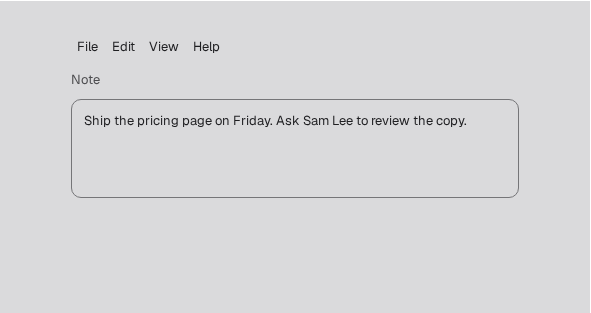 File Edit View Help
Note
Ship the pricing page on Friday. Ask Sam Lee to review the copy.